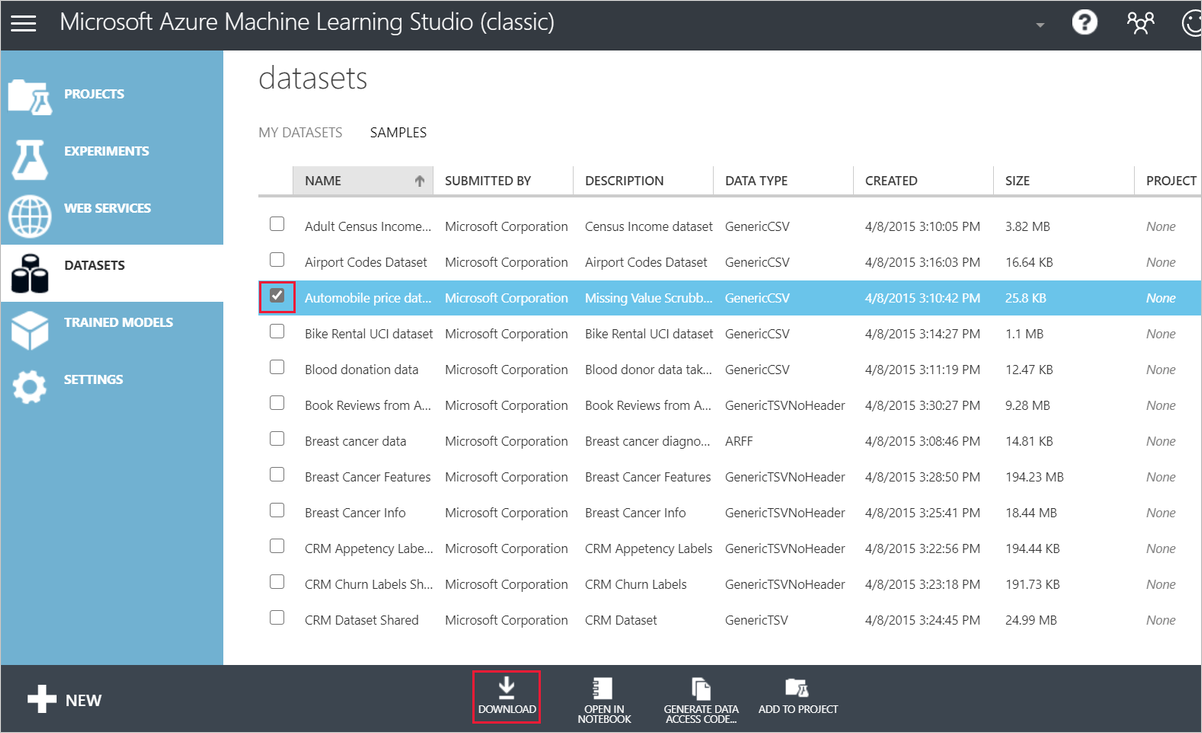 Microsoft Azure Machine Learning Studio (classic)
?
PROJECTS
EXPERIMENTS
WEB SERVICES
DATASETS
TRAINED MODELS
SETTINGS
datasets
MY DATASETS SAMPLES
NAME SUBMITTED BY DESCRIPTION DATA TYPE CREATED SIZE PROJECT
Adult Census Income... Microsoft Corporation Census Income dataset GenericCSV 4/8/2015 3:10:05 PM 3.82 MB None
Airport Codes Dataset Microsoft Corporation Airport Codes Dataset GenericCSV 4/8/2015 3:16:03 PM 16.64 KB None
Automobile price dat... Microsoft Corporation Missing Value Scrubb... GenericCSV 4/8/2015 3:10:42 PM 25.8 KB None
Bike Rental UCI dataset Microsoft Corporation Bike Rental UCI dataset GenericCSV 4/8/2015 3:14:27 PM 1.1 MB None
Blood donation data Microsoft Corporation Blood donor data tak... GenericCSV 4/8/2015 3:11:19 PM 12.47 KB None
Book Reviews from A... Microsoft Corporation Book Reviews from A... GenericTSVNoHeader 4/8/2015 3:30:27 PM 9.28 MB None
Breast cancer data Microsoft Corporation Breast cancer diagno... ARFF 4/8/2015 3:08:46 PM 14.81 KB None
Breast Cancer Features Microsoft Corporation Breast Cancer Features GenericTSVNoHeader 4/8/2015 3:28:50 PM 194.23 MB None
Breast Cancer Info Microsoft Corporation Breast Cancer Info GenericTSVNoHeader 4/8/2015 3:25:41 PM 18.44 MB None
CRM Appetency Labe... Microsoft Corporation CRM Appetency Labels GenericTSVNoHeader 4/8/2015 3:22:56 PM 194.44 KB None
CRM Churn Labels Sh... Microsoft Corporation CRM Churn Labels GenericTSVNoHeader 4/8/2015 3:23:18 PM 191.73 KB None
CRM Dataset Shared Microsoft Corporation CRM Dataset GenericTSV 4/8/2015 3:24:45 PM 24.99 MB None
NEW
DOWNLOAD
OPEN IN
NOTEBOOK
GENERATE DATA
ACCESS CODE...
ADD TO PROJECT